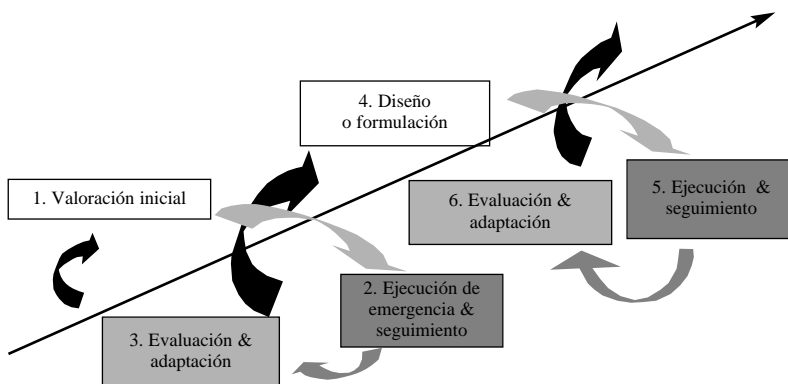 4. Diseño
o formulación
1. Valoración inicial
6. Evaluación &
adaptación
5. Ejecución &
seguimiento
2. Ejecución de
emergencia &
seguimiento
3. Evaluación &
adaptación